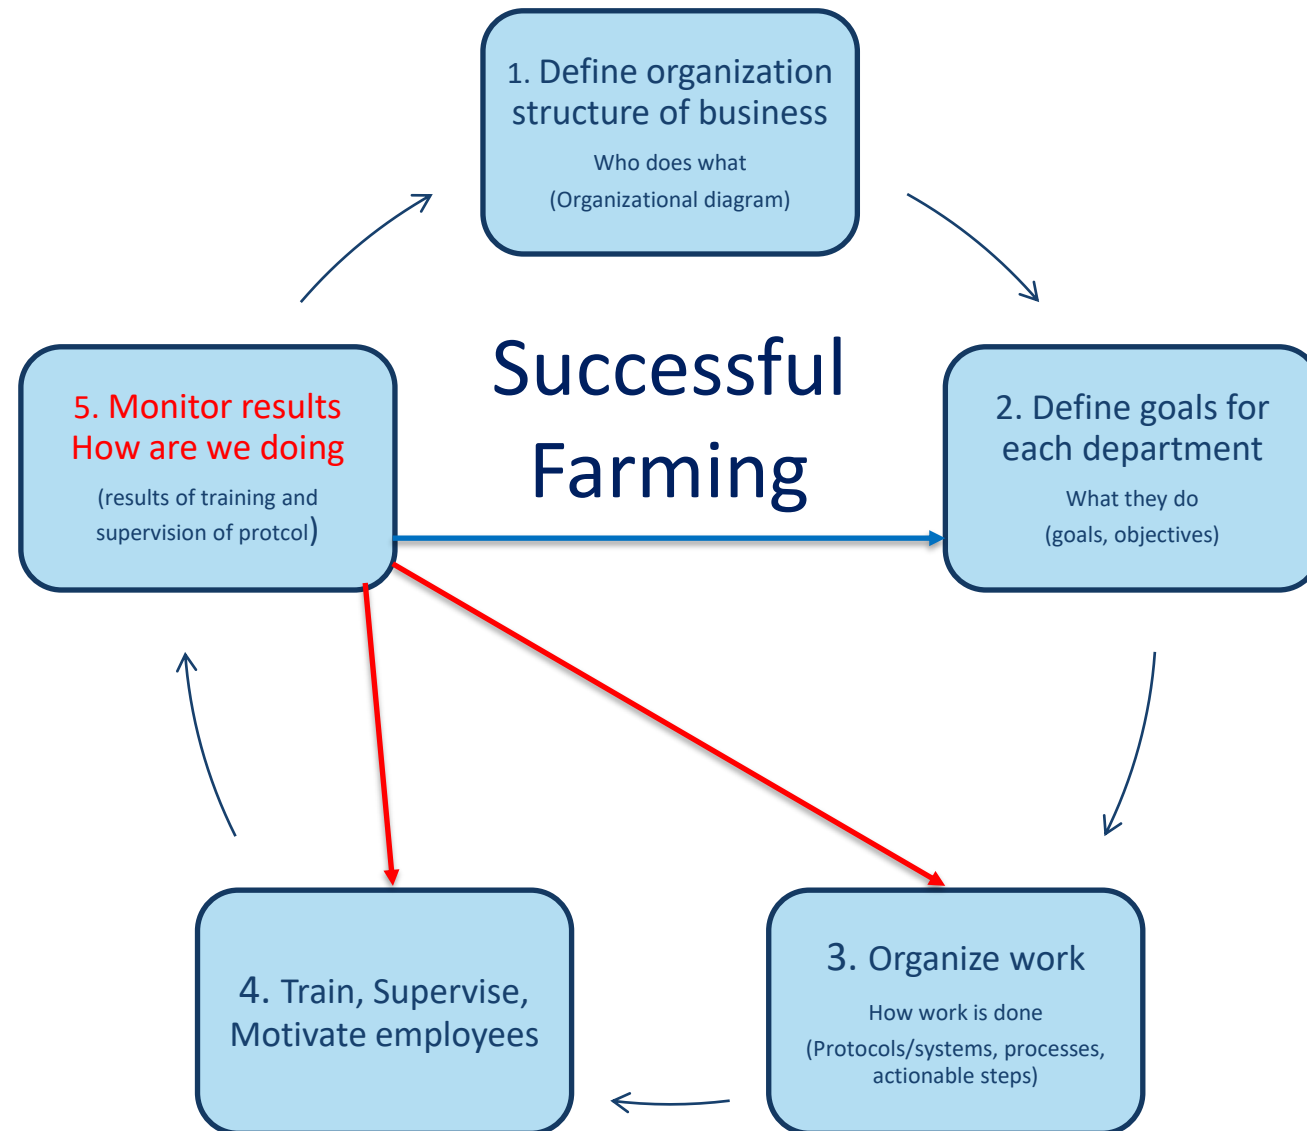 1. Define organization
structure of business
Who does what
(Organizational diagram)
Successful
Farming
2. Define goals for
each department
What they do
(goals, objectives)
3. Organize work
How work is done
(Protocols/systems, processes,
actionable steps)
4. Train, Supervise,
Motivate employees
5. Monitor results
How are we doing
(results of training and
supervision of protcol)